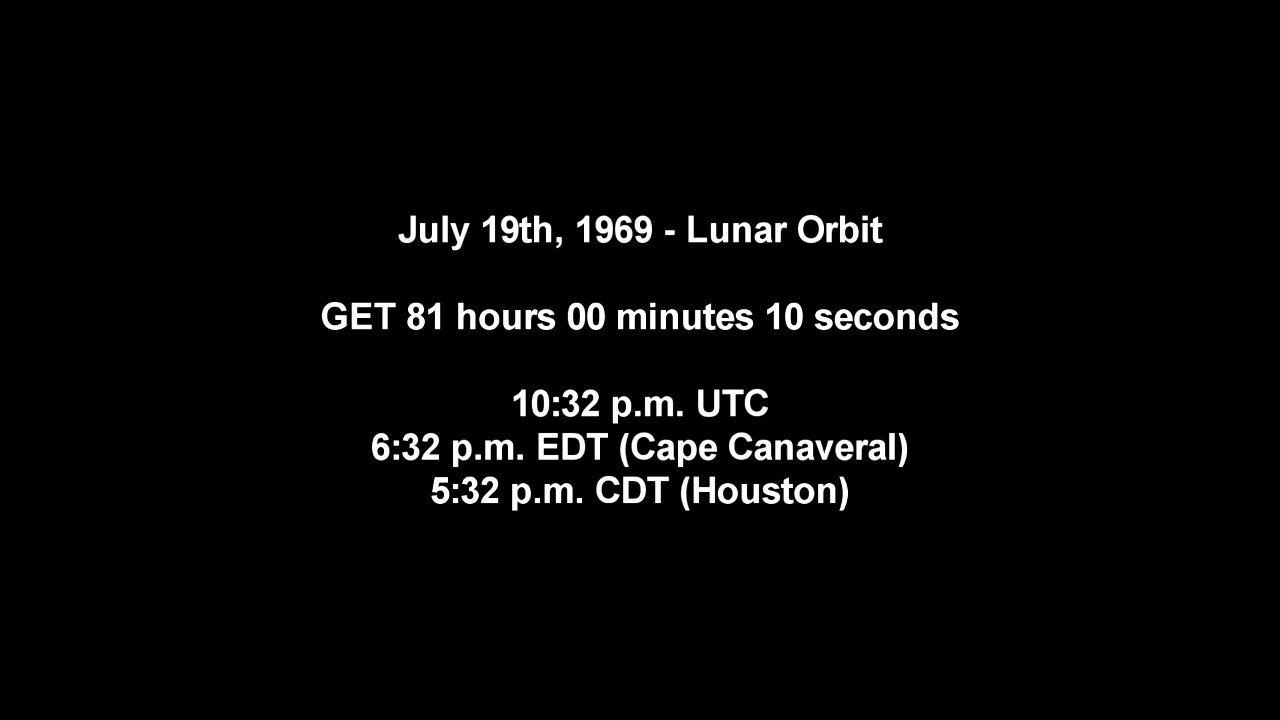 July 19th, 1969 - Lunar Orbit
GET 81 hours 00 minutes 10 seconds
10:32 p.m. UTC
6:32 p.m. EDT (Cape Canaveral)
5:32 p.m. CDT (Houston)